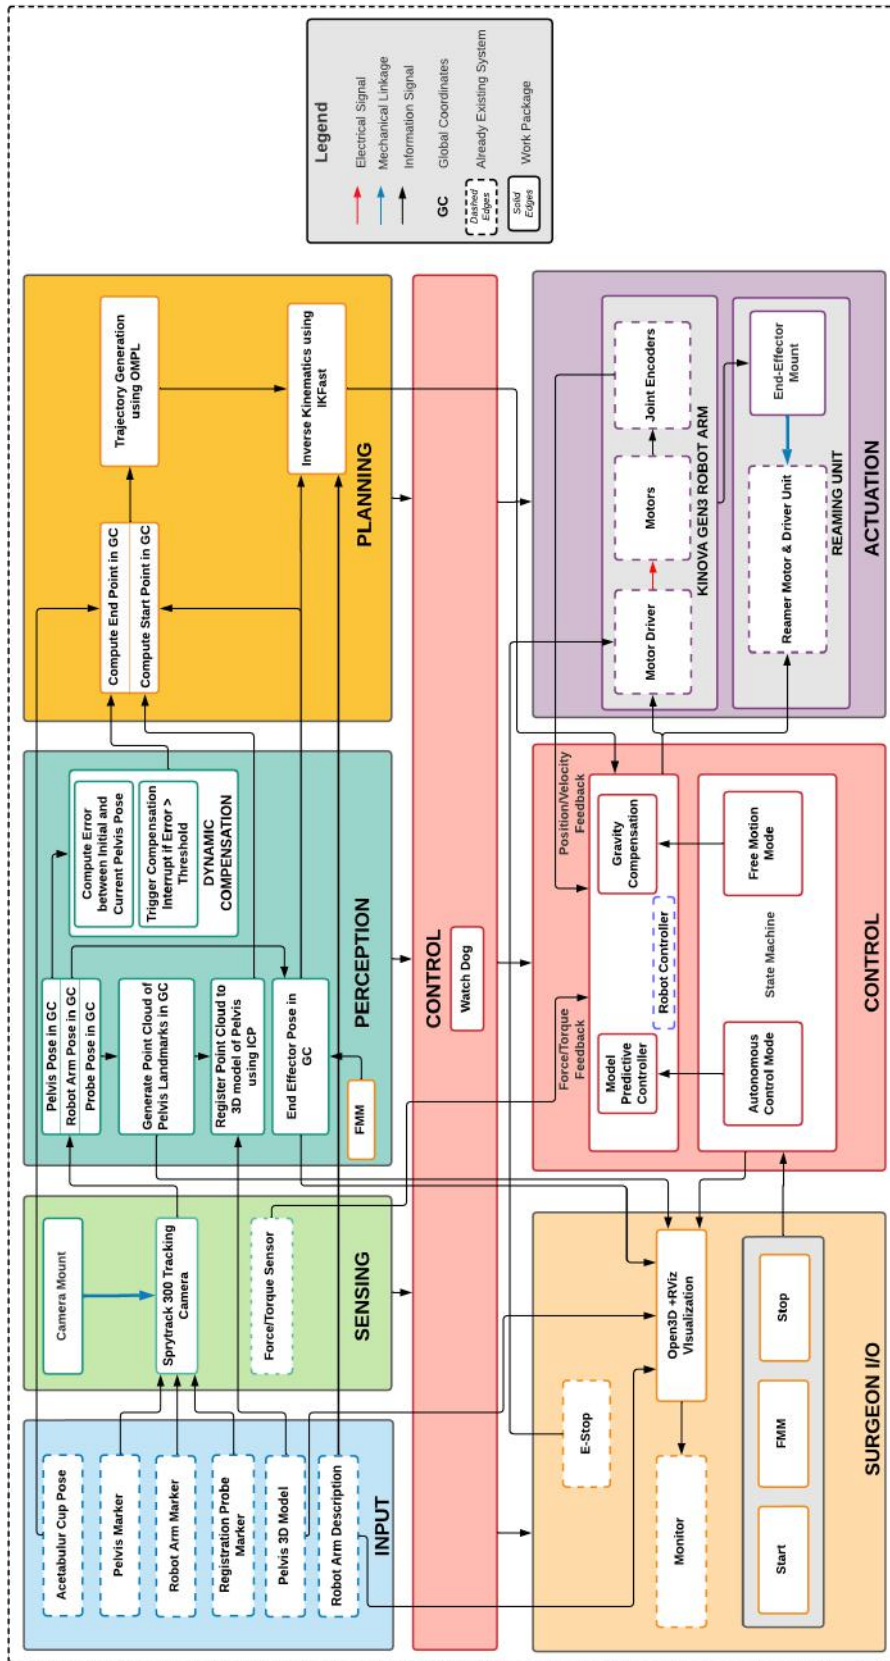 Acetabulur Cup Pose
Pelvis Marker
Robot Arm Marker
Registration Probe
Marker
Pelvis 3D Model
Robot Arm Description
INPUT
Camera Mount
Sprytrack 300 Tracking
Camera
Force/Torque Sensor
SENSING
Pelvis Pose in GC
Robot Arm Pose in GC
Probe Pose in GC
Generate Point Cloud of
Pelvis Landmarks in GC
Register Point Cloud to
3D model of Pelvis
using ICP
End Effector Pose in
GC
FMM
Compute Error
between Initial and
Current Pelvis Pose
Trigger Compensation
Interrupt if Error >
Threshold
DYNAMIC
COMPENSATION
PERCEPTION
Compute End Point in GC
Compute Start Point in GC
Trajectory Generation
using OMPL
Inverse Kinematics using
IKFast
PLANNING
Legend
Electrical Signal
Mechanical Linkage
Information Signal
GC
Global Coordinates
Dashed
Edges
Already Existing System
Solid
Edges
Work Package
CONTROL
Watch Dog
E-Stop
Open3D +RViz
VIsualization
Monitor
Start
FMM
Stop
SURGEON I/O
Force/Torque
Feedback
Position/Velocity
Feedback
Model
Predictive
Controller
Gravity
Compensation
Robot Controller
Autonomous
Control Mode
State Machine
Free Motion
Mode
CONTROL
Motor Driver
Motors
Joint Encoders
KINOVA GEN3 ROBOT ARM
Reamer Motor & Driver Unit
End-Effector
Mount
REAMING UNIT
ACTUATION